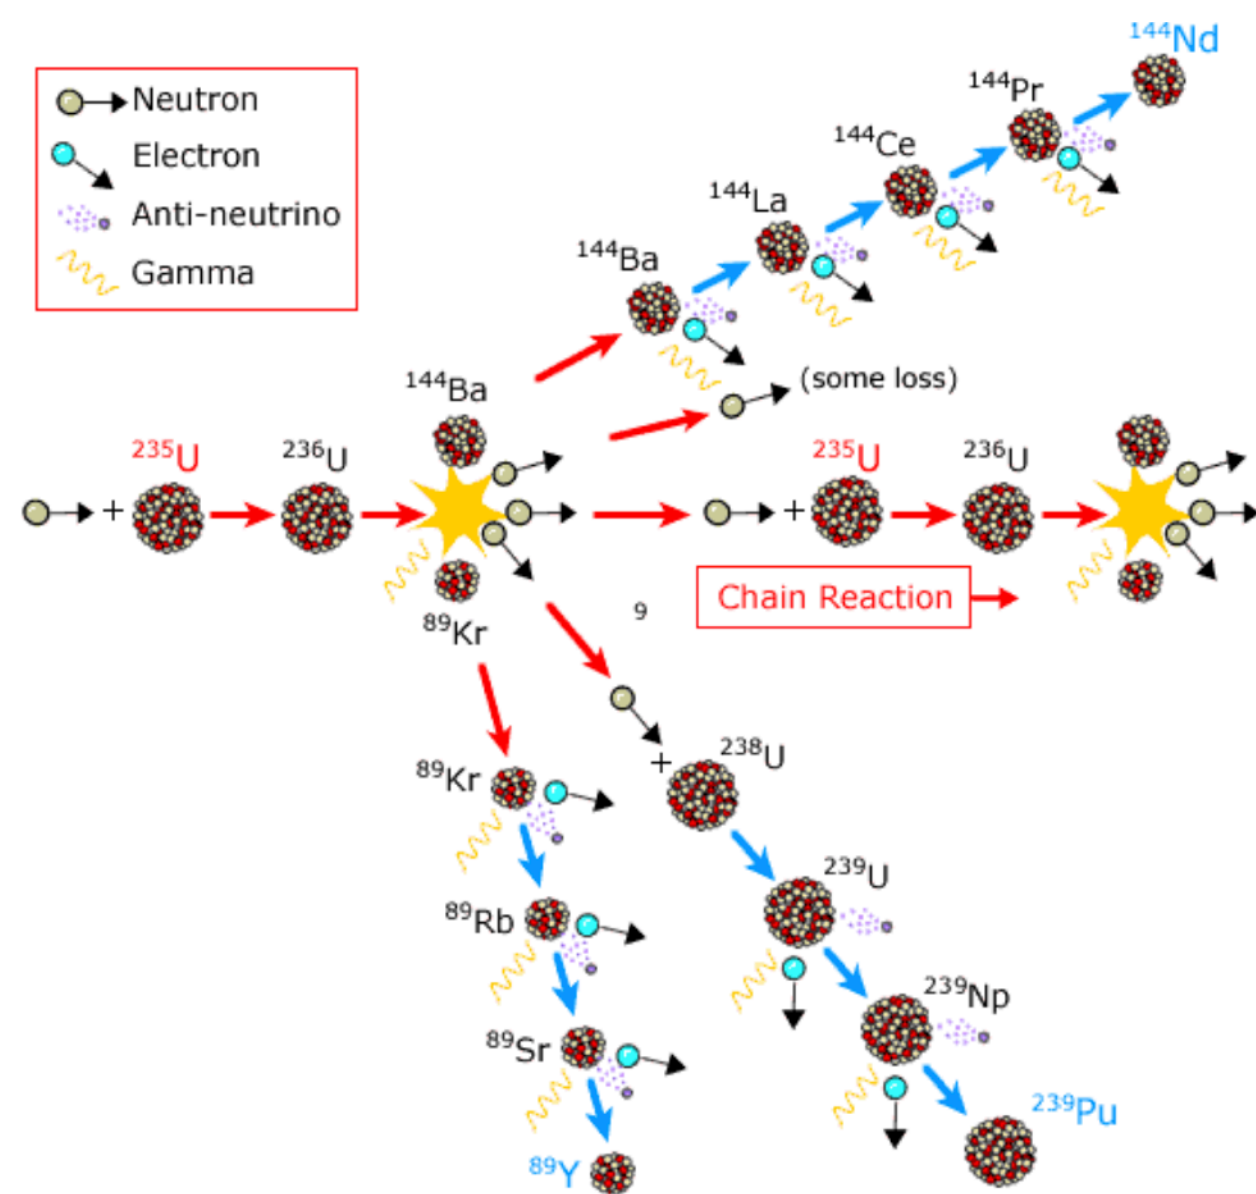 Neutron
Electron
Anti-neutrino
Gamma
¹⁴⁴Nd
¹⁴⁴Pr
¹⁴⁴Ce
¹⁴⁴La
¹⁴⁴Ba
(some loss)
¹⁴⁴Ba
+ ²³⁵U ²³⁶U
+ ²³⁵U ²³⁶U
Chain Reaction
⁹
⁸⁹Kr
⁸⁹Kr
⁸⁹Rb
⁸⁹Sr
⁸⁹Y
+ ²³⁸U
²³⁹U
²³⁹Np
²³⁹Pu